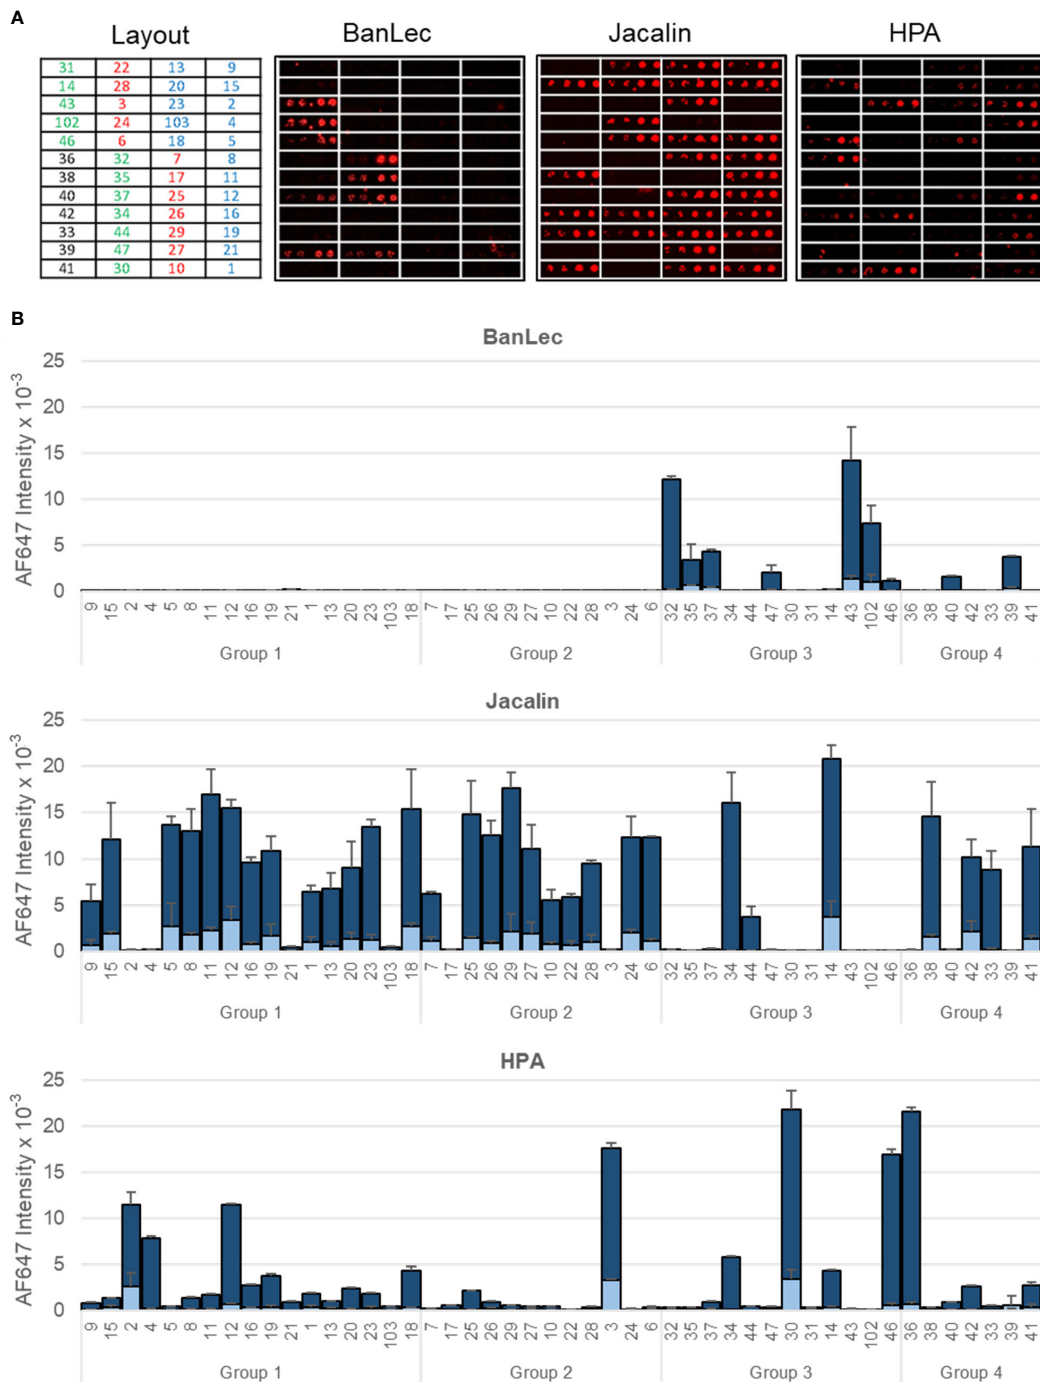 A
Layout BanLec Jacalin HPA
31 22 13 9
14 28 20 15
43 3 23 2
102 24 103 4
46 6 18 5
36 32 7 8
38 35 17 11
40 37 25 12
42 34 26 16
33 44 29 19
39 47 27 21
41 30 10 1
B
BanLec
AF647 Intensity x 10⁻³
25
20
15
10
5
0
9 15 2 4 5 8 11 12 16 19 21 1 13 20 23 103 18 7 17 25 26 29 27 10 22 28 3 24 6 32 35 37 34 44 47 30 31 14 43 102 46 36 38 40 42 33 39 41
Group 1 Group 2 Group 3 Group 4
Jacalin
AF647 Intensity x 10⁻³
25
20
15
10
5
0
9 15 2 4 5 8 11 12 16 19 21 1 13 20 23 103 18 7 17 25 26 29 27 10 22 28 3 24 6 32 35 37 34 44 47 30 31 14 43 102 46 36 38 40 42 33 39 41
Group 1 Group 2 Group 3 Group 4
HPA
AF647 Intensity x 10⁻³
25
20
15
10
5
0
9 15 2 4 5 8 11 12 16 19 21 1 13 20 23 103 18 7 17 25 26 29 27 10 22 28 3 24 6 32 35 37 34 44 47 30 31 14 43 102 46 36 38 40 42 33 39 41
Group 1 Group 2 Group 3 Group 4